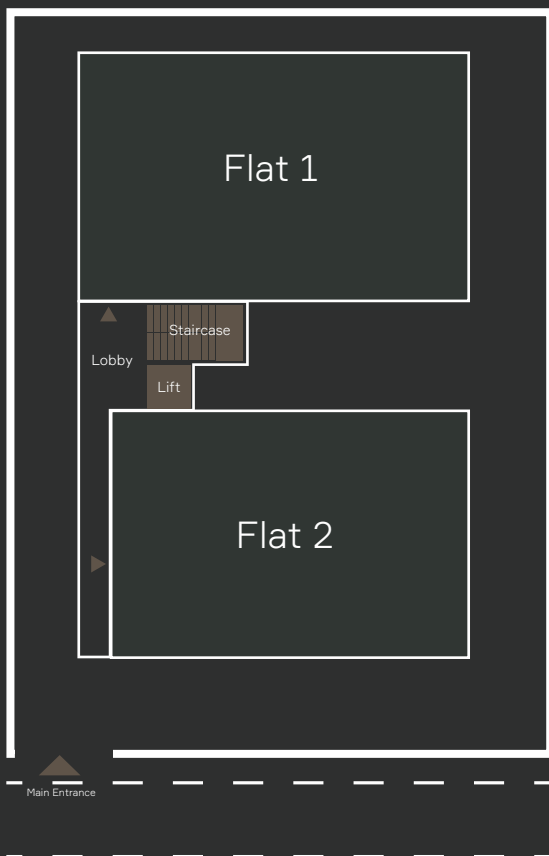 Flat 1
Staircase
Lobby
Lift
Flat 2
Main Entrance